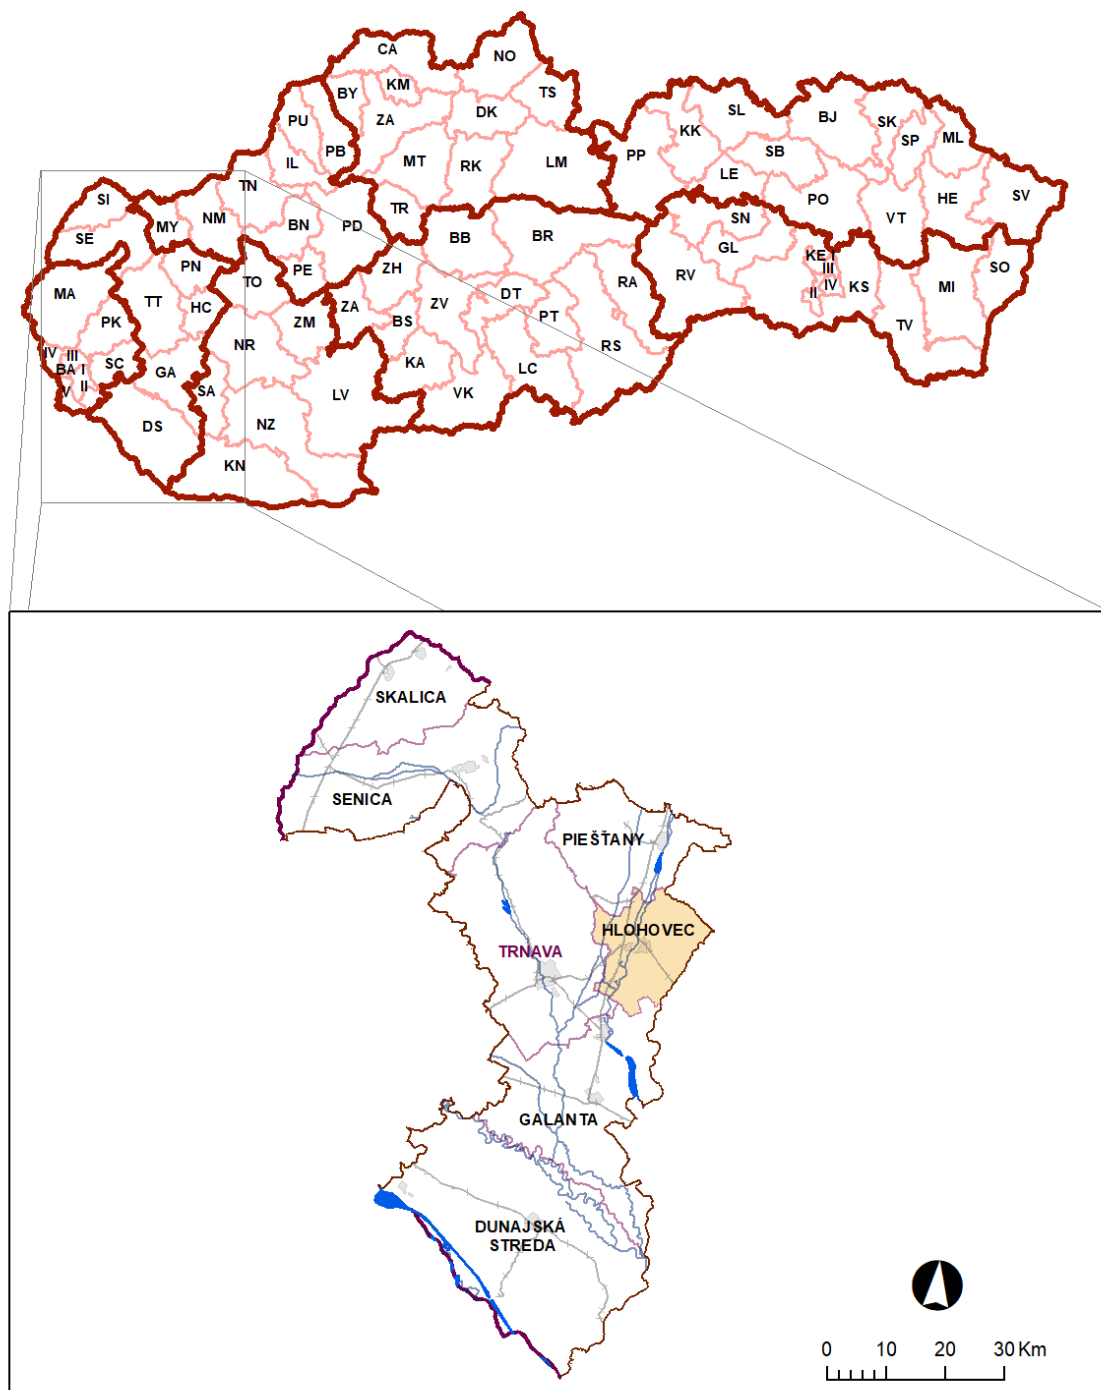 CA
NO
BY
KM
TS
ZA
DK
PU
PB
IL
MT
RK
LM
PP
KK
SL
BJ
SK
SP
ML
SB
LE
PO
VT
HE
SV
TN
SI
SE
MY
NM
BN
PD
TR
BB
BR
SN
GL
RV
KE I
III
IV
II
KS
MI
SO
TV
PN
TT
HC
TO
PE
ZH
ZA
ZM
MA
PK
BS
ZV
DT
PT
RA
RS
IV
III
BA
I
II
V
SC
GA
NR
SA
KA
LC
VK
LV
DS
NZ
KN
SKALICA
SENICA
PIEŠŤANY
HLOHOVEC
TRNAVA
GALANTA
DUNAJSKÁ
STREDA
0 10 20 30 Km